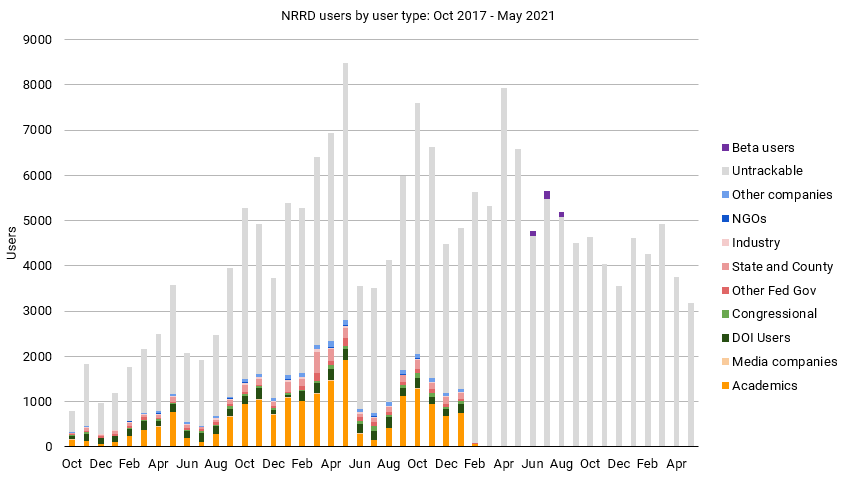 NRRD users by user type: Oct 2017 - May 2021
9000
8000
7000
6000
5000
4000
3000
2000
1000
0
Users
Oct Dec Feb Apr Jun Aug Oct Dec Feb Apr Jun Aug Oct Dec Feb Apr Jun Aug Oct Dec Feb Apr
Beta users
Untrackable
Other companies
NGOs
Industry
State and County
Other Fed Gov
Congressional
DOI Users
Media companies
Academics